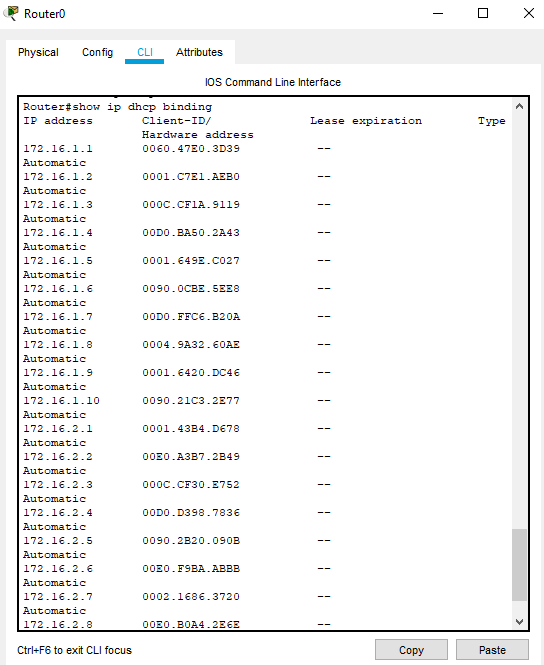 Router0
Physical Config CLI Attributes
IOS Command Line Interface
Router#show ip dhcp binding
IP address Client-ID/ Lease expiration Type
Hardware address
172.16.1.1 0060.47E0.3D39 --
Automatic
172.16.1.2 0001.C7E1.AEB0 --
Automatic
172.16.1.3 000C.CF1A.9119 --
Automatic
172.16.1.4 00D0.BA50.2A43 --
Automatic
172.16.1.5 0001.649E.C027 --
Automatic
172.16.1.6 0090.0CBE.5EE8 --
Automatic
172.16.1.7 00D0.FFC6.B20A --
Automatic
172.16.1.8 0004.9A32.60AE --
Automatic
172.16.1.9 0001.6420.DC46 --
Automatic
172.16.1.10 0090.21C3.2E77 --
Automatic
172.16.2.1 0001.43B4.D678 --
Automatic
172.16.2.2 00E0.A3B7.2B49 --
Automatic
172.16.2.3 000C.CF30.E752 --
Automatic
172.16.2.4 00D0.D398.7836 --
Automatic
172.16.2.5 0090.2B20.090B --
Automatic
172.16.2.6 00E0.F9BA.ABBB --
Automatic
172.16.2.7 0002.1686.3720 --
Automatic
172.16.2.8 00E0.B0A4.2E6E --
Ctrl+F6 to exit CLI focus
Copy Paste